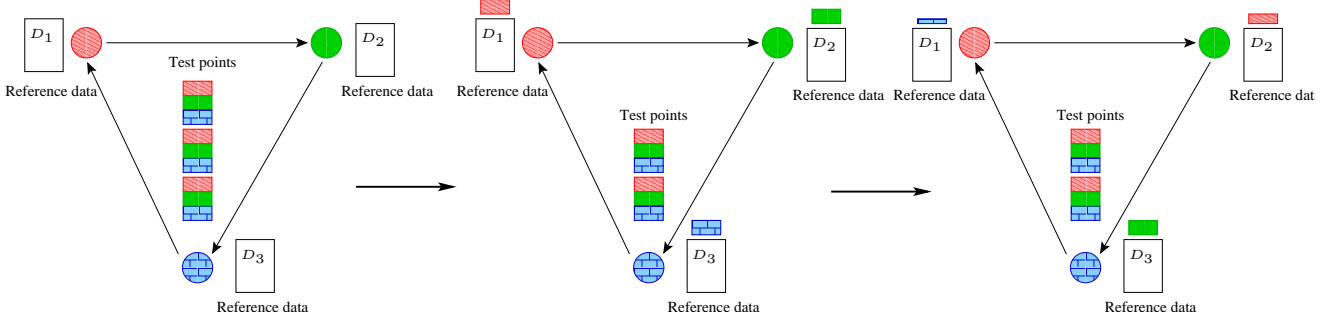 D1
D2
Test points
Reference data
Reference data
D3
Reference data
D1
D2
Reference data
Reference data
Test points
D3
Reference data
D1
D2
Reference data
Reference dat
Test points
D3
Reference data